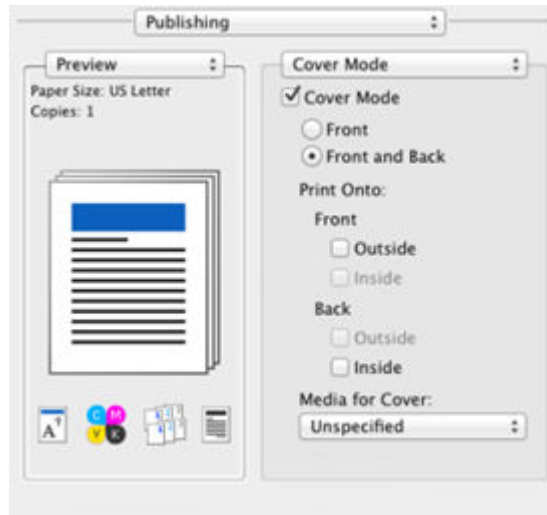 Publishing
Preview
Paper Size: US Letter
Copies: 1
C M
Y K
A?
Cover Mode
Cover Mode
Front
Front and Back
Print Onto:
Front
Outside
Inside
Back
Outside
Inside
Media for Cover:
Unspecified